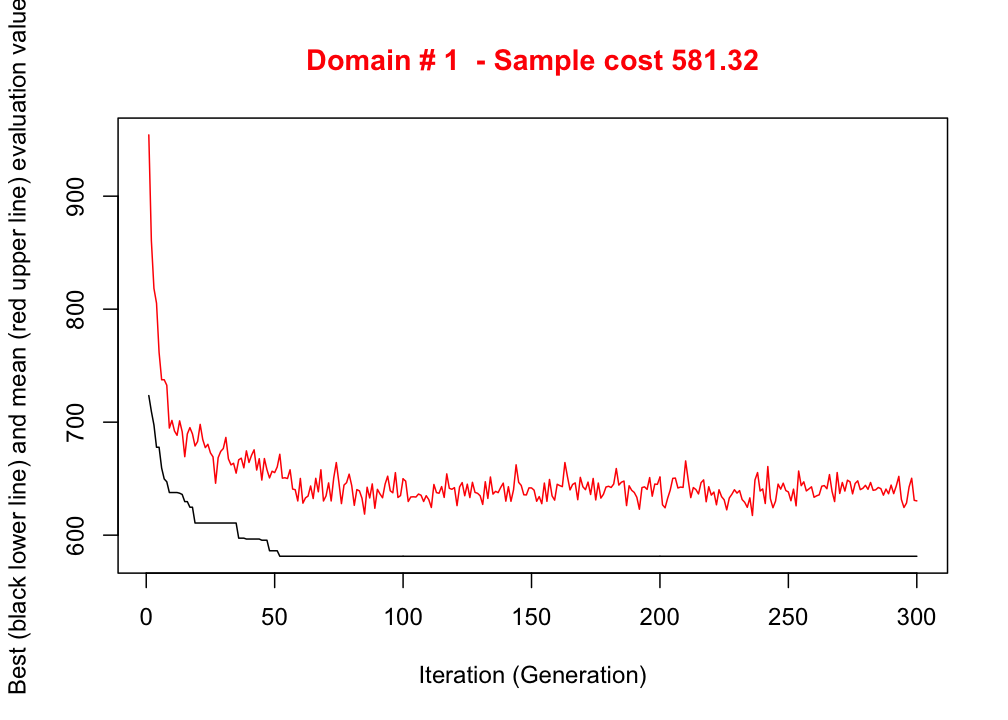 Domain # 1  - Sample cost 581.32
Best (black lower line) and mean (red upper line) evaluation value
900
800
700
600
0 50 100 150 200 250 300
Iteration (Generation)